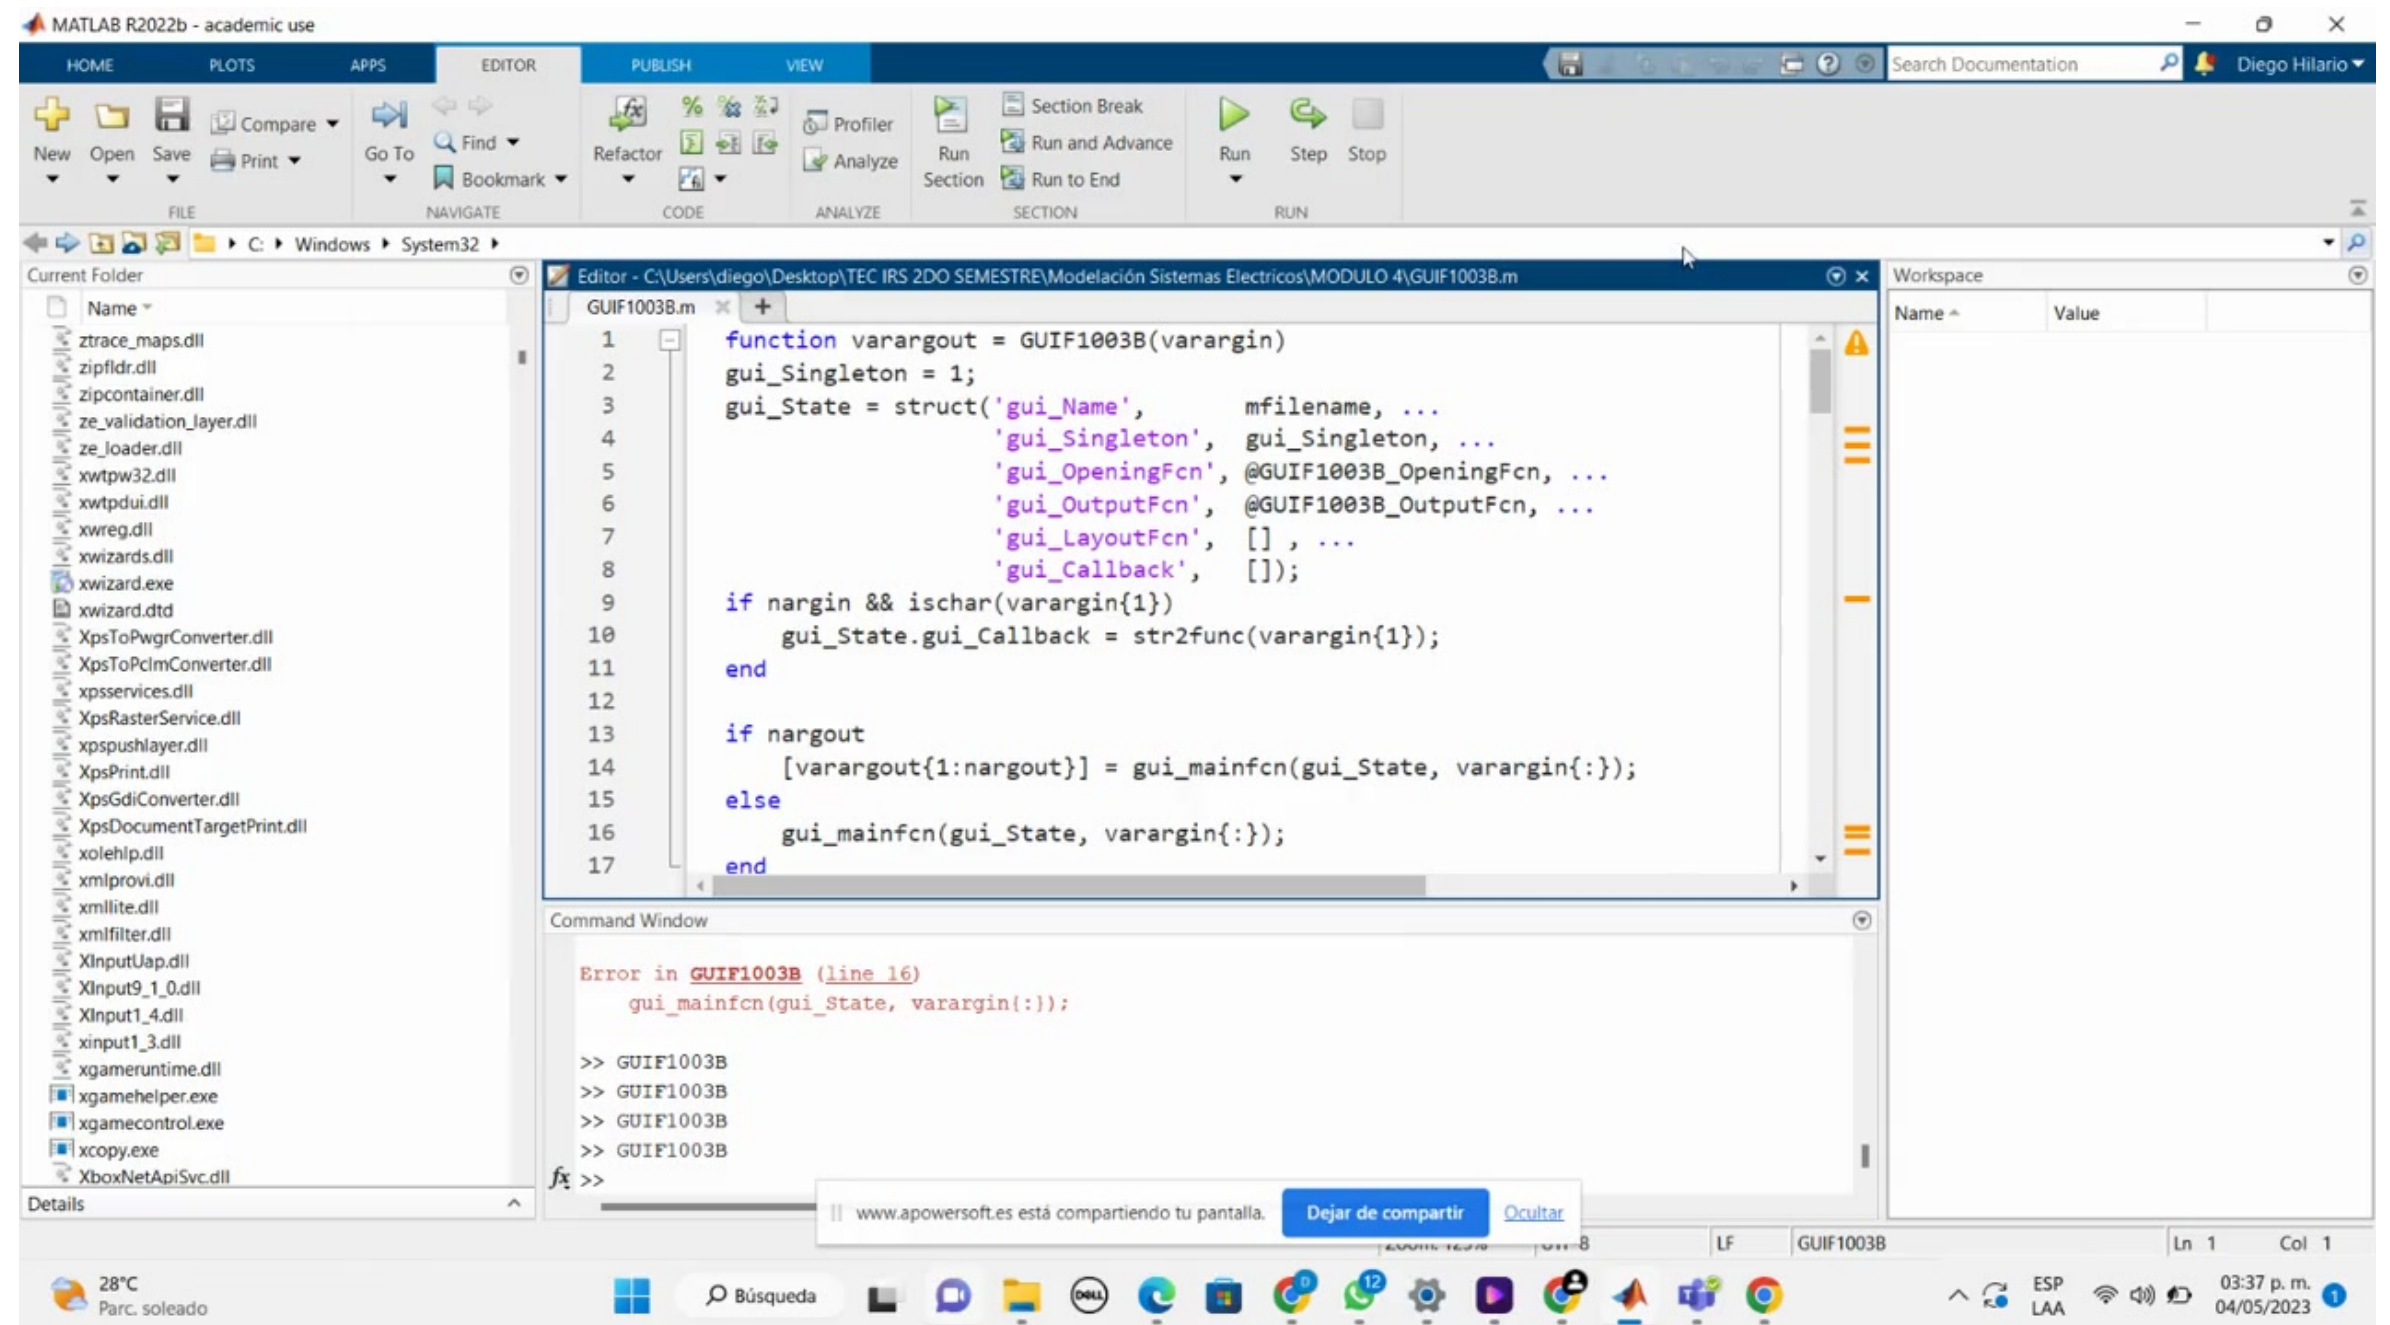 MATLAB R2022b - academic use
HOME PLOTS APPS EDITOR PUBLISH VIEW
Search Documentation
Diego Hilario
New
Open
Save
Compare
Print
FILE
Go To
Find
Bookmark
NAVIGATE
Refactor
CODE
Profiler
Analyze
ANALYZE
Run
Section
Section Break
Run and Advance
Run to End
SECTION
Run
Step
Stop
RUN
C: Windows System32
Current Folder
Name
ztrace_maps.dll
zipfldr.dll
zipcontainer.dll
ze_validation_layer.dll
ze_loader.dll
xwtpw32.dll
xwtpdui.dll
xwreg.dll
xwizards.dll
xwizard.exe
xwizard.dtd
XpsToPwgrConverter.dll
XpsToPclmConverter.dll
xpsservices.dll
XpsRasterService.dll
xpspushlayer.dll
XpsPrint.dll
XpsGdiConverter.dll
XpsDocumentTargetPrint.dll
xolehlp.dll
xmlprovi.dll
xmllite.dll
xmlfilter.dll
XInputUap.dll
XInput9_1_0.dll
XInput1_4.dll
xinput1_3.dll
xgameruntime.dll
xgamehelper.exe
xgamecontrol.exe
xcopy.exe
XboxNetApiSvc.dll
Details
Editor - C:\Users\diego\Desktop\TEC IRS 2DO SEMESTRE\Modelación Sistemas Electricos\MODULO 4\GUIF1003B.m
GUIF1003B.m
1 function varargout = GUIF1003B(varargin)
2 gui_Singleton = 1;
3 gui_State = struct('gui_Name', mfilename, ...
4 'gui_Singleton', gui_Singleton, ...
5 'gui_OpeningFcn', @GUIF1003B_OpeningFcn, ...
6 'gui_OutputFcn', @GUIF1003B_OutputFcn, ...
7 'gui_LayoutFcn', [] , ...
8 'gui_Callback', []);
9 if nargin && ischar(varargin{1})
10 gui_State.gui_Callback = str2func(varargin{1});
11 end
12
13 if nargout
14 [varargout{1:nargout}] = gui_mainfcn(gui_State, varargin{:});
15 else
16 gui_mainfcn(gui_State, varargin{:});
17 end
Command Window
Error in GUIF1003B (line 16)
gui_mainfcn(gui_State, varargin{:});
>> GUIF1003B
>> GUIF1003B
>> GUIF1003B
>> GUIF1003B
fx >>
Workspace
Name Value
www.apowersoft.es está compartiendo tu pantalla. Dejar de compartir Ocultar
LF GUIF1003B Ln 1 Col 1
28°C
Parc. soleado
Búsqueda
DELL
D
12
ESP
LAA
03:37 p. m.
04/05/2023
1